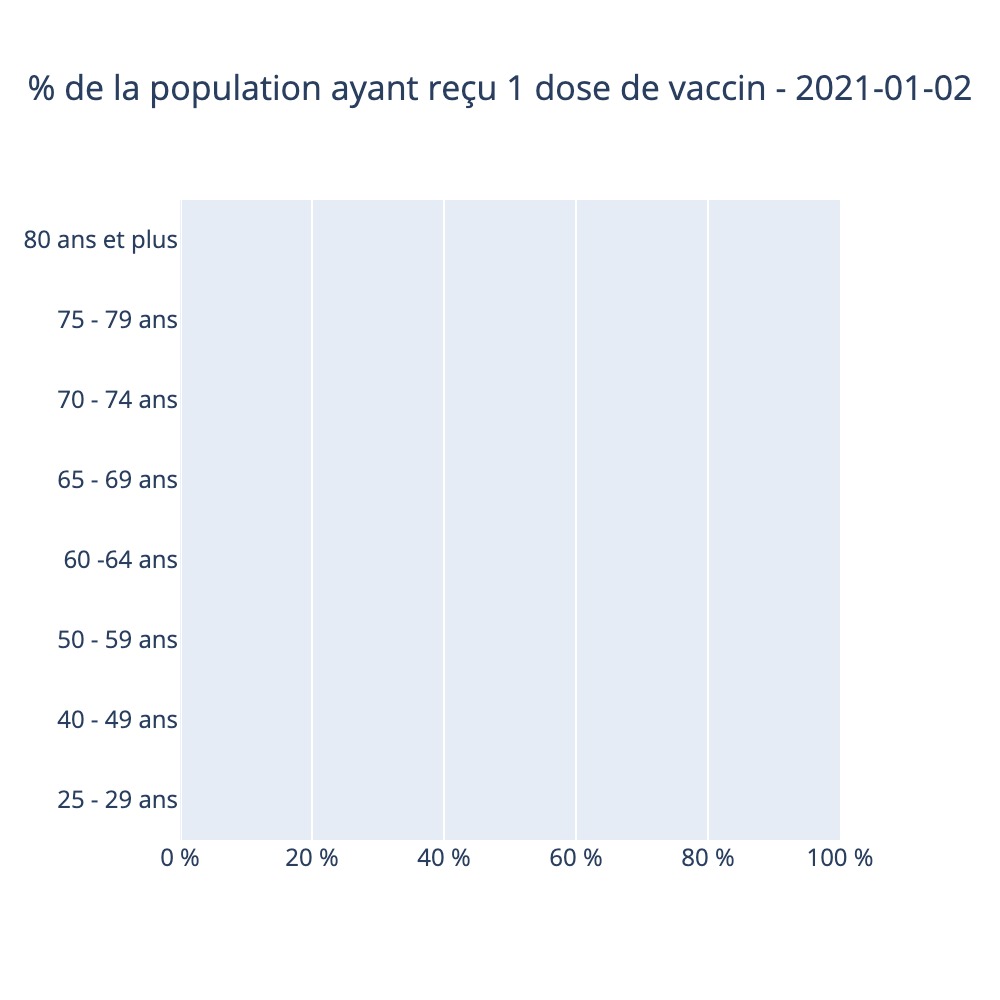 % de la population ayant reçu 1 dose de vaccin - 2021-01-02
80 ans et plus
75 - 79 ans
70 - 74 ans
65 - 69 ans
60 -64 ans
50 - 59 ans
40 - 49 ans
25 - 29 ans
0 % 20 % 40 % 60 % 80 % 100 %